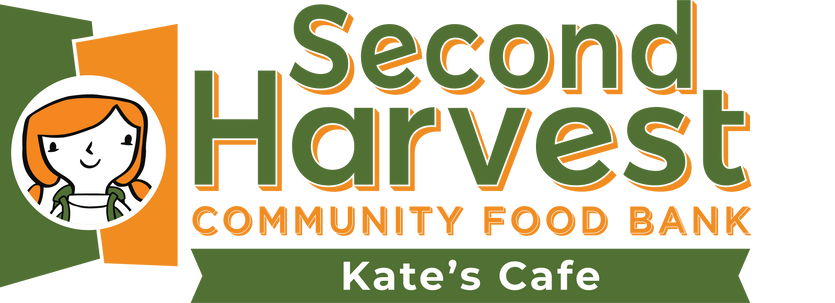 Second
Harvest
COMMUNITY FOOD BANK
Kate's Cafe